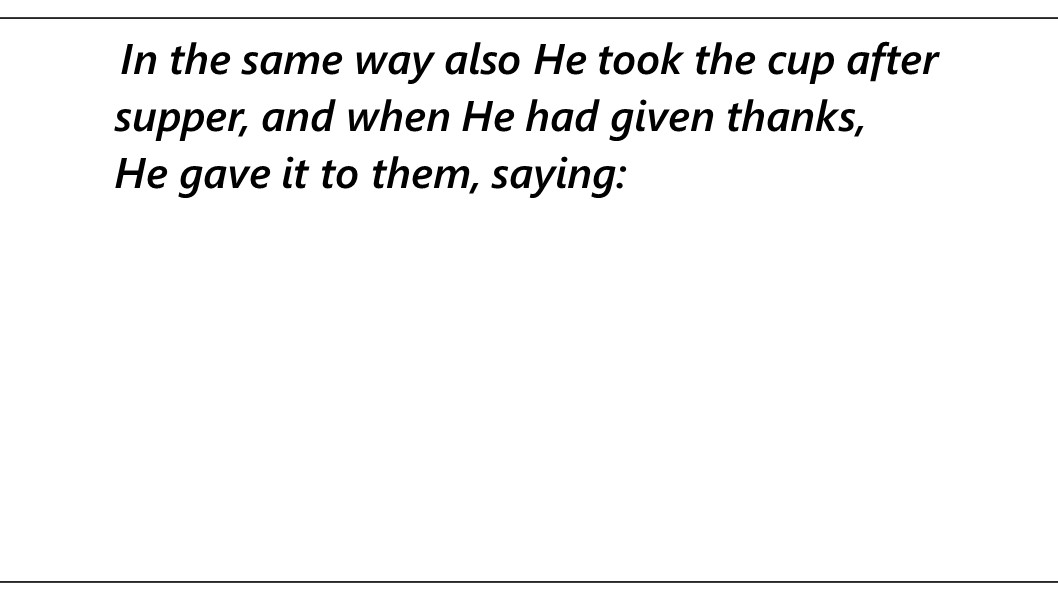 In the same way also He took the cup after
supper, and when He had given thanks,
He gave it to them, saying: